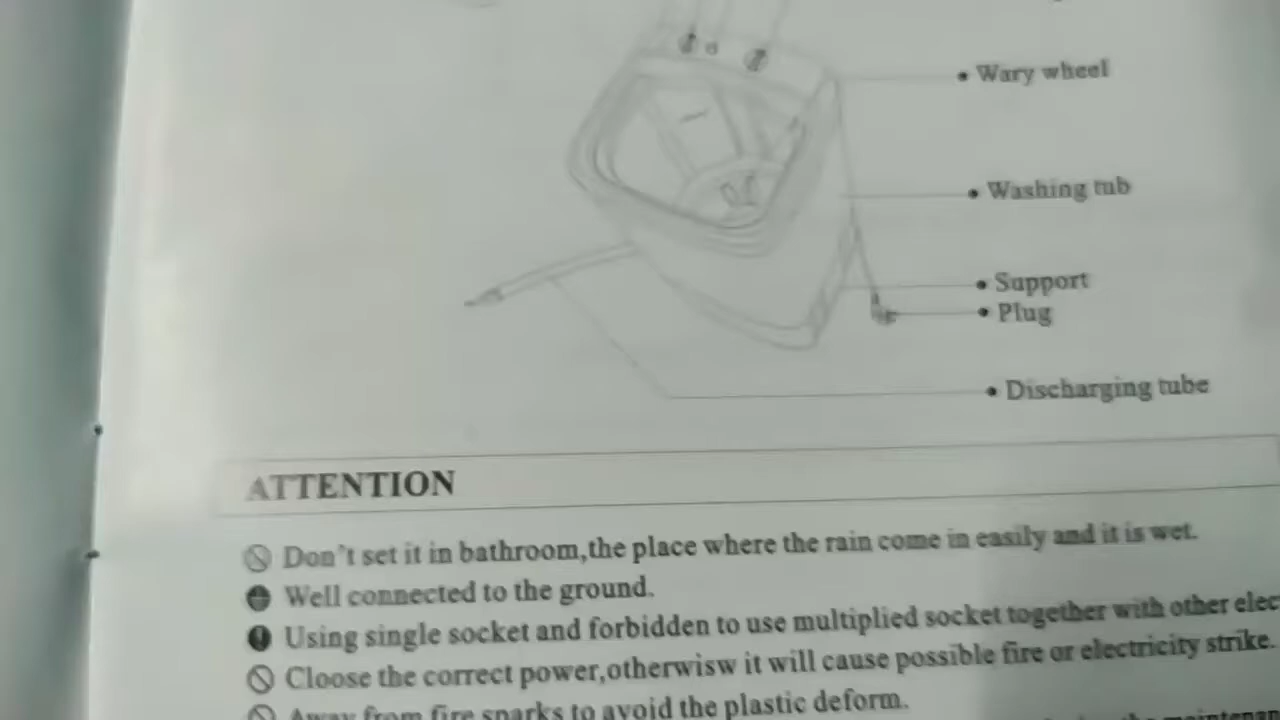 Wary wheel
Washing tub
Support
Plug
Discharging tube
ATTENTION
Don't set it in bathroom,the place where the rain come in easily and it is wet.
Well connected to the ground.
Using single socket and forbidden to use multiplied socket together with other elec
Cloose the correct power,otherwisw it will cause possible fire or electricity strike.
Away from fire sparks to avoid the plastic deform.